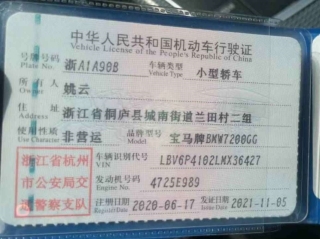 中华人民共和国机动车行驶证
Vehicle License of the People's Republic of China
号牌号码 浙A1A90B 车辆类型 小型轿车
Plate No. Vehicle Type
所有人 姚云
Owner
住址 浙江省桐庐县城南街道兰田村二组
Address
使用性质 非营运 品牌型号 宝马牌BKW7200GG
Use Character
浙江省杭州市公安局交通警察支队
车辆识别代号 LBV6P4102LMX36427
VIN
发动机号码 4725E989
Engine No.
注册日期 2020-06-17 发证日期 2021-11-05
Issue Date